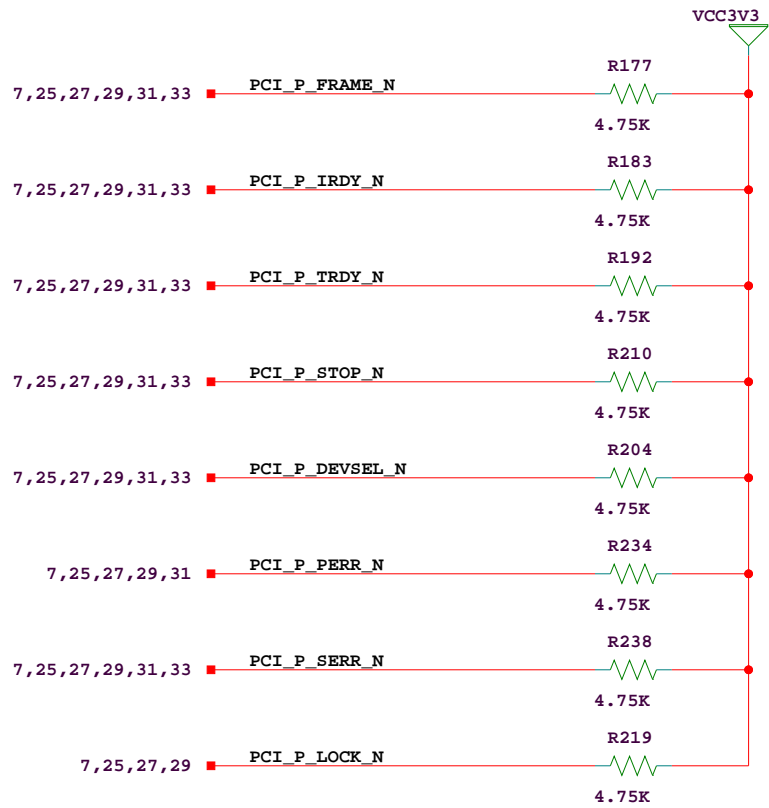 VCC3V3
R177
7,25,27,29,31,33 PCI_P_FRAME_N
4.75K
R183
7,25,27,29,31,33 PCI_P_IRDY_N
4.75K
R192
7,25,27,29,31,33 PCI_P_TRDY_N
4.75K
R210
7,25,27,29,31,33 PCI_P_STOP_N
4.75K
R204
7,25,27,29,31,33 PCI_P_DEVSEL_N
4.75K
R234
7,25,27,29,31 PCI_P_PERR_N
4.75K
R238
7,25,27,29,31,33 PCI_P_SERR_N
4.75K
R219
7,25,27,29 PCI_P_LOCK_N
4.75K